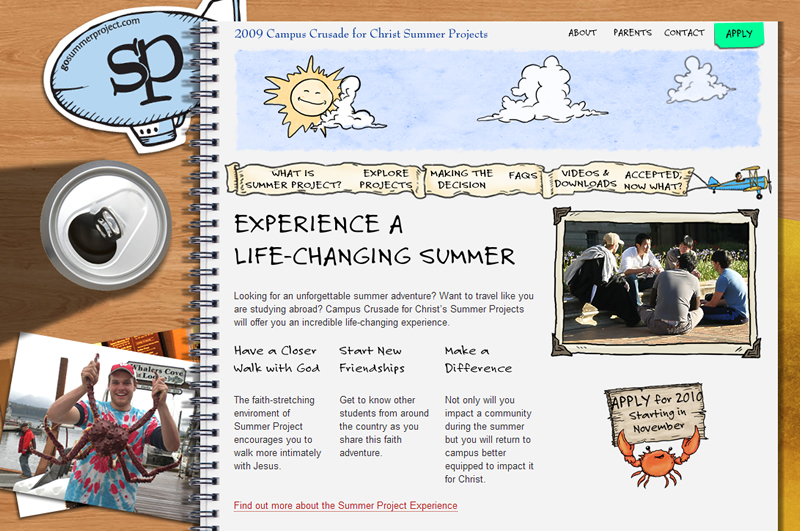 gosummerproject.com
sp
2009 Campus Crusade for Christ Summer Projects
ABOUT PARENTS CONTACT APPLY
WHAT IS
SUMMER PROJECT?
EXPLORE
PROJECTS
MAKING THE
DECISION
FAQS
VIDEOS &
DOWNLOADS
ACCEPTED,
NOW WHAT?
EXPERIENCE A
LIFE-CHANGING SUMMER
Looking for an unforgettable summer adventure? Want to travel like you
are studying abroad? Campus Crusade for Christ's Summer Projects
will offer you an incredible life-changing experience.
Have a Closer
Walk with God
The faith-stretching
enviroment of
Summer Project
encourages you to
walk more intimately
with Jesus.
Start New
Friendships
Get to know other
students from around
the country as you
share this faith
adventure.
Make a
Difference
Not only will you
impact a community
during the summer
but you will return to
campus better
equipped to impact it
for Christ.
Find out more about the Summer Project Experience
APPLY for 2010
Starting in
November
Whalers Cove